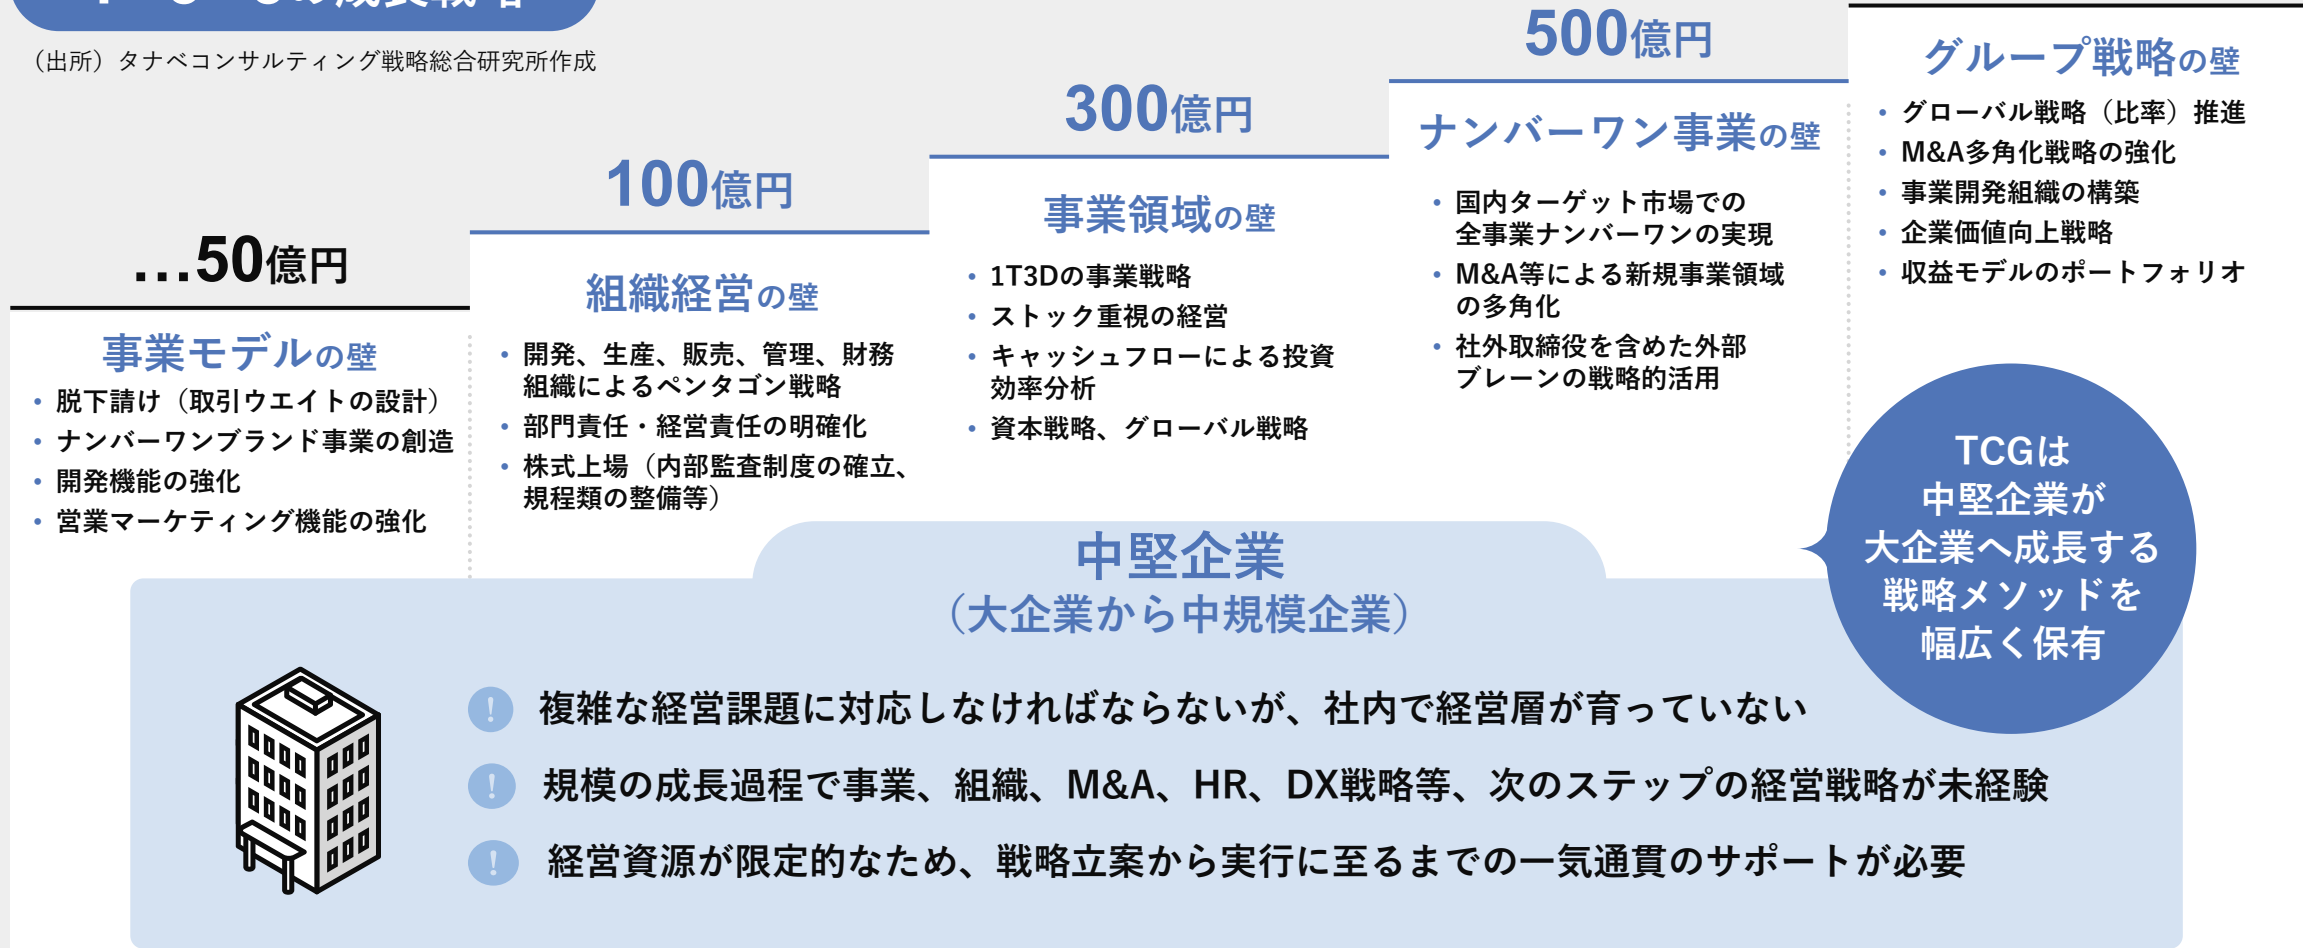 の成長戦略
（出所）タナベコンサルティング戦略総合研究所作成
…50億円
事業モデルの壁
• 脱下請け（取引ウエイトの設計）
• ナンバーワンブランド事業の創造
• 開発機能の強化
• 営業マーケティング機能の強化
100億円
組織経営の壁
• 開発、生産、販売、管理、財務
組織によるペンタゴン戦略
• 部門責任・経営責任の明確化
• 株式上場（内部監査制度の確立、
規程類の整備等）
300億円
事業領域の壁
• 1T3Dの事業戦略
• ストック重視の経営
• キャッシュフローによる投資
効率分析
• 資本戦略、グローバル戦略
500億円
ナンバーワン事業の壁
• 国内ターゲット市場での
全事業ナンバーワンの実現
• M&A等による新規事業領域
の多角化
• 社外取締役を含めた外部
ブレーンの戦略的活用
グループ戦略の壁
• グローバル戦略（比率）推進
• M&A多角化戦略の強化
• 事業開発組織の構築
• 企業価値向上戦略
• 収益モデルのポートフォリオ
TCGは
中堅企業が
大企業へ成長する
戦略メソッドを
幅広く保有
中堅企業
（大企業から中規模企業）
! 複雑な経営課題に対応しなければならないが、社内で経営層が育っていない
! 規模の成長過程で事業、組織、M&A、HR、DX戦略等、次のステップの経営戦略が未経験
! 経営資源が限定的なため、戦略立案から実行に至るまでの一気通貫のサポートが必要